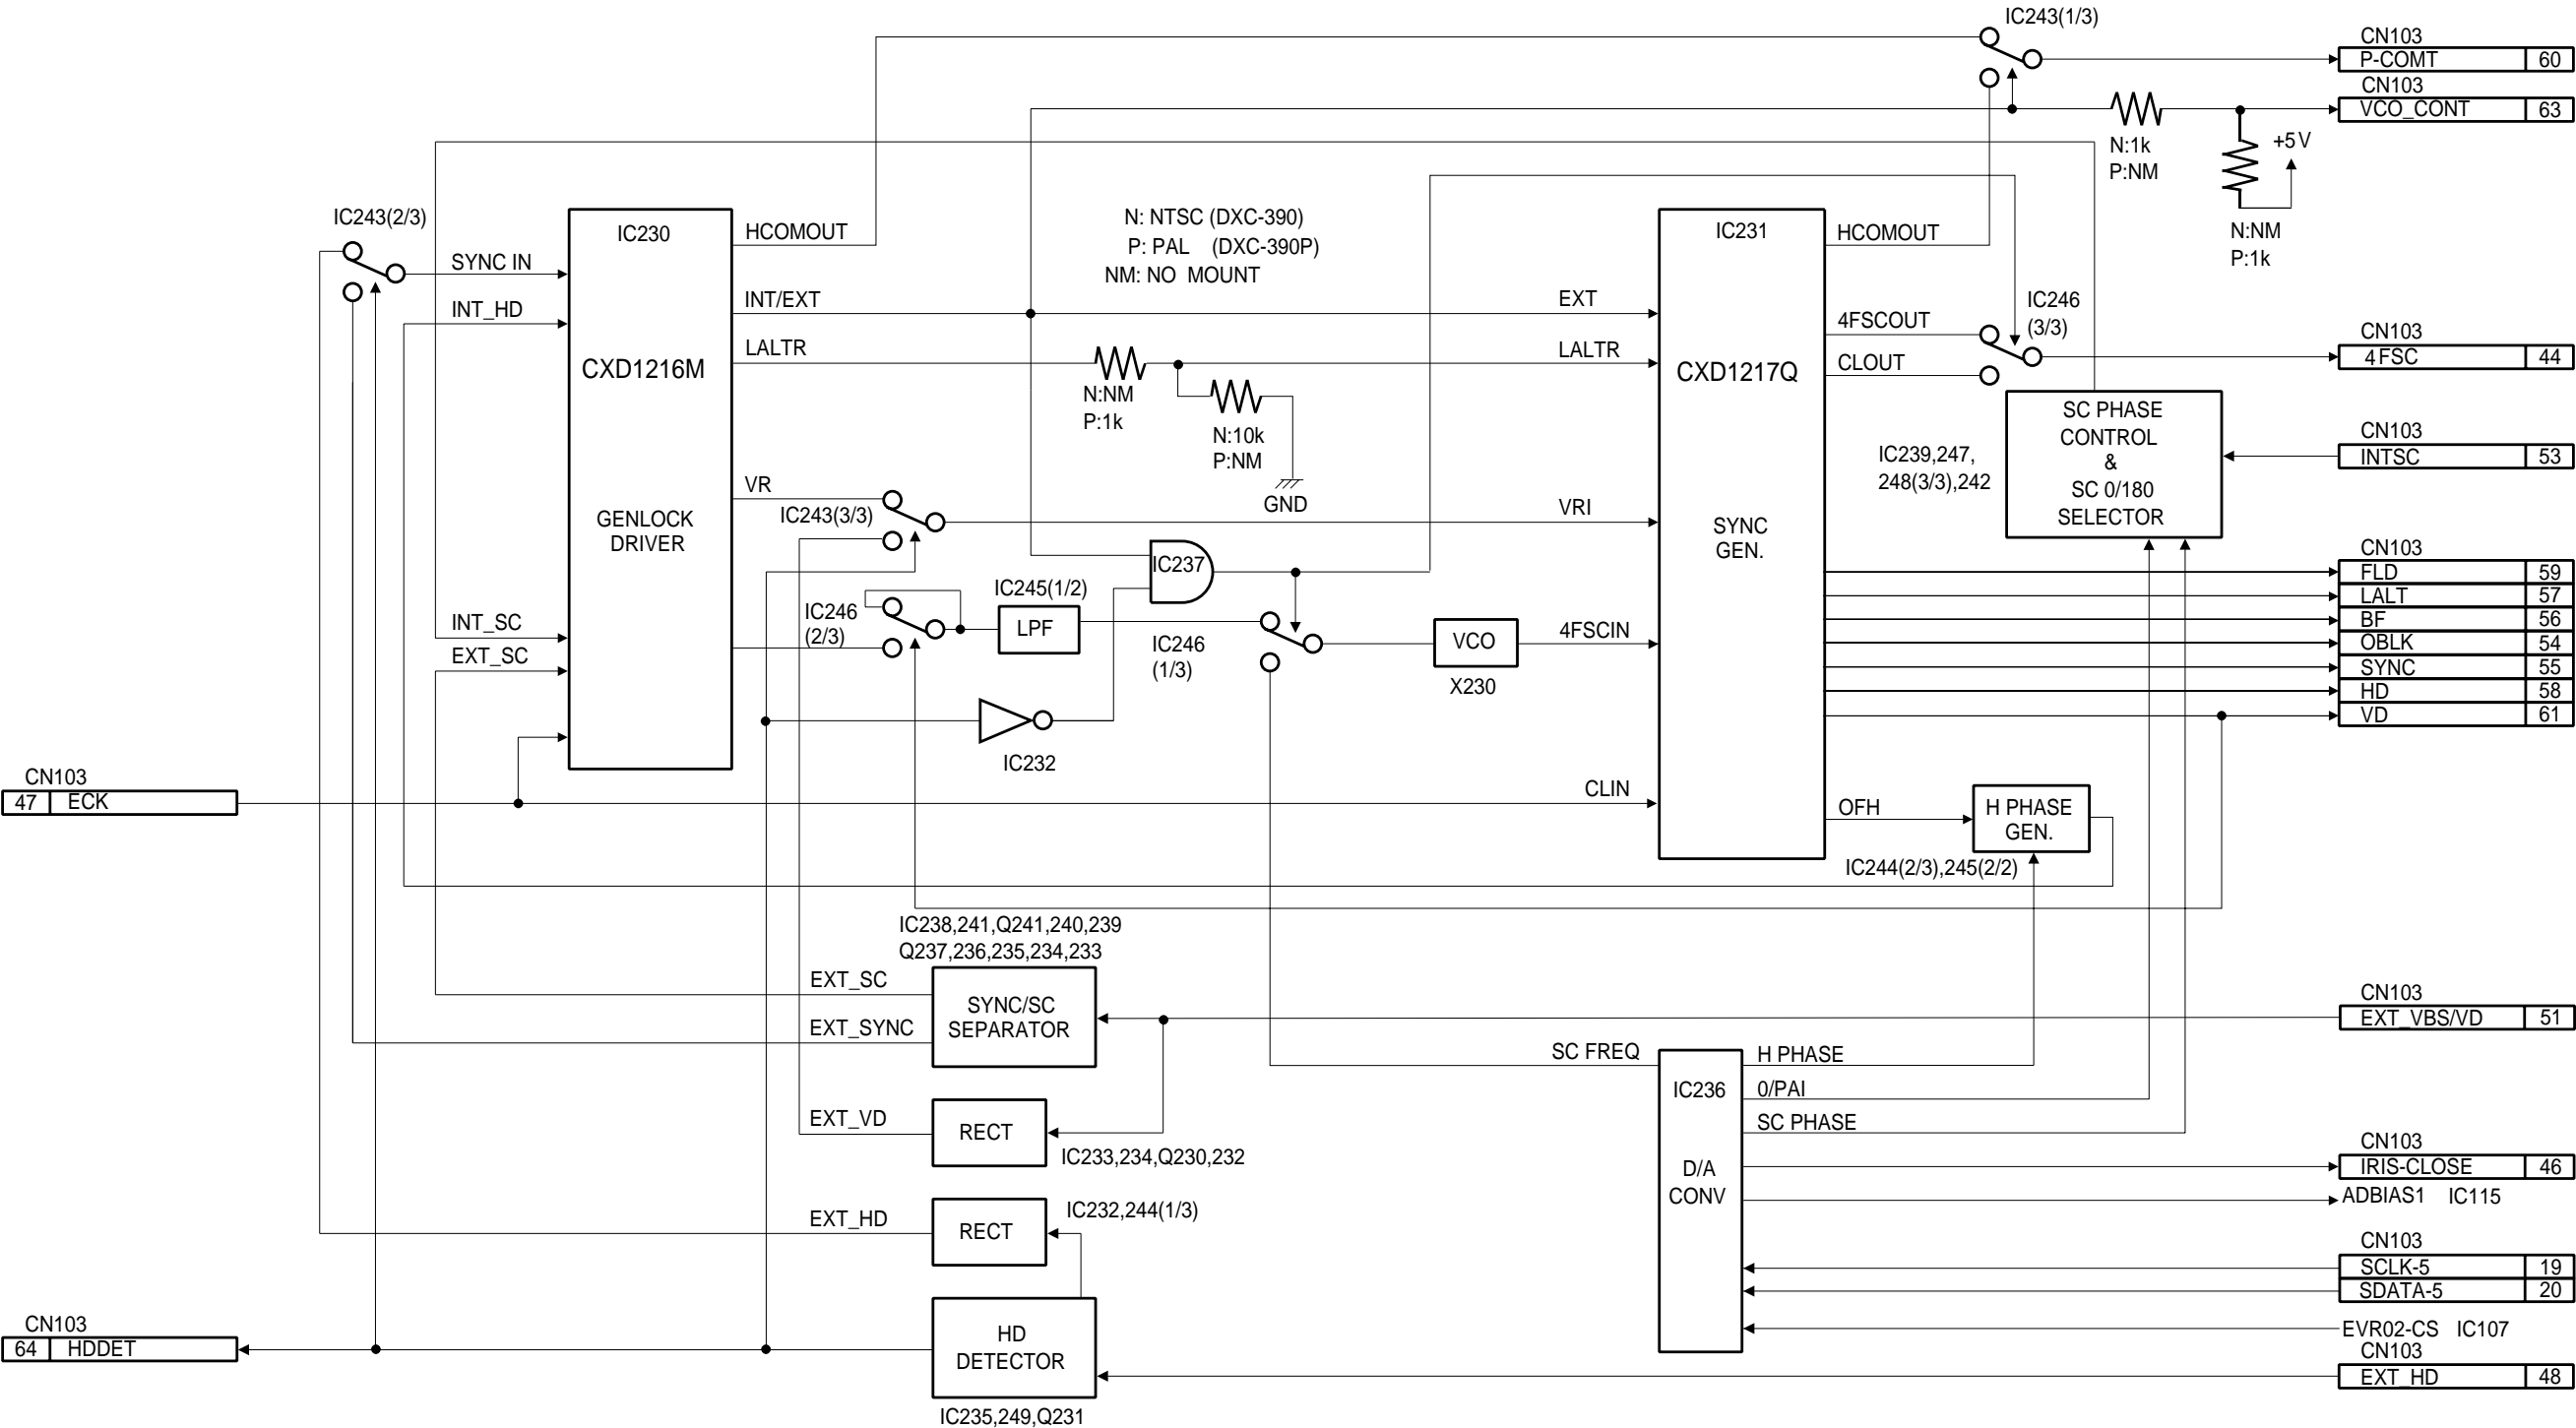 IC243(1/3)
CN103
P-COMT 60
CN103
VCO_CONT 63
N:1k
P:NM
+5V
N:NM
P:1k
IC243(2/3)
SYNC IN
INT_HD
IC230
CXD1216M
GENLOCK
DRIVER
HCOMOUT
INT/EXT
LALTR
VR
N: NTSC (DXC-390)
P: PAL (DXC-390P)
NM: NO MOUNT
N:NM
P:1k
N:10k
P:NM
GND
EXT
LALTR
VRI
4FSCIN
CLIN
IC231
CXD1217Q
SYNC
GEN.
HCOMOUT
4FSCOUT
CLOUT
OFH
IC246
(3/3)
CN103
4FSC 44
SC PHASE
CONTROL
&
SC 0/180
SELECTOR
IC239,247,
248(3/3),242
CN103
INTSC 53
IC243(3/3)
IC246
(2/3)
IC245(1/2)
LPF
IC237
IC246
(1/3)
VCO
X230
IC232
INT_SC
EXT_SC
CN103
FLD 59
LALT 57
BF 56
OBLK 54
SYNC 55
HD 58
VD 61
CN103
47 ECK
H PHASE
GEN.
IC244(2/3),245(2/2)
IC238,241,Q241,240,239
Q237,236,235,234,233
EXT_SC
EXT_SYNC
SYNC/SC
SEPARATOR
CN103
EXT_VBS/VD 51
EXT_VD
RECT
IC233,234,Q230,232
EXT_HD
RECT
IC232,244(1/3)
SC FREQ
IC236
D/A
CONV
H PHASE
0/PAI
SC PHASE
CN103
IRIS-CLOSE 46
ADBIAS1 IC115
CN103
SCLK-5 19
SDATA-5 20
EVR02-CS IC107
CN103
EXT_HD 48
CN103
64 HDDET
HD
DETECTOR
IC235,249,Q231